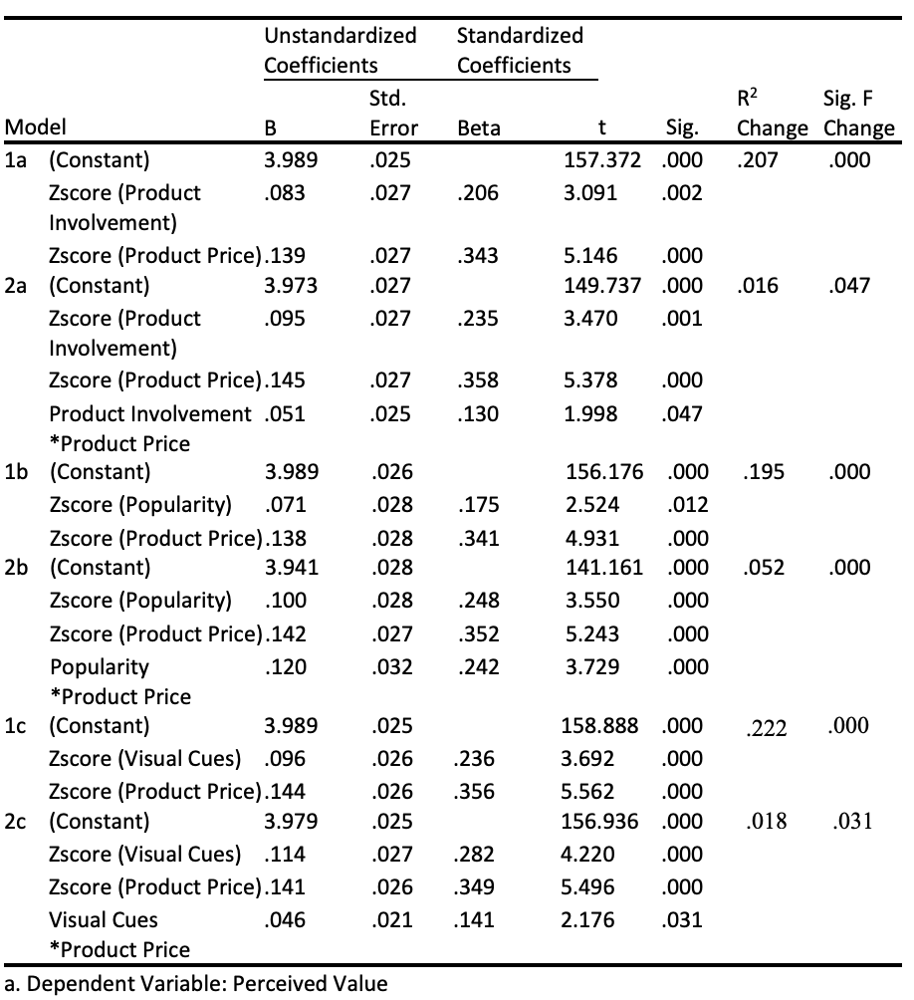 Unstandardized Standardized
Coefficients Coefficients
Std. R² Sig. F
Model B Error Beta t Sig. Change Change
1a (Constant) 3.989 .025 157.372 .000 .207 .000
Zscore (Product .083 .027 .206 3.091 .002
Involvement)
Zscore (Product Price) .139 .027 .343 5.146 .000
2a (Constant) 3.973 .027 149.737 .000 .016 .047
Zscore (Product .095 .027 .235 3.470 .001
Involvement)
Zscore (Product Price) .145 .027 .358 5.378 .000
Product Involvement .051 .025 .130 1.998 .047
*Product Price
1b (Constant) 3.989 .026 156.176 .000 .195 .000
Zscore (Popularity) .071 .028 .175 2.524 .012
Zscore (Product Price) .138 .028 .341 4.931 .000
2b (Constant) 3.941 .028 141.161 .000 .052 .000
Zscore (Popularity) .100 .028 .248 3.550 .000
Zscore (Product Price) .142 .027 .352 5.243 .000
Popularity .120 .032 .242 3.729 .000
*Product Price
1c (Constant) 3.989 .025 158.888 .000 .222 .000
Zscore (Visual Cues) .096 .026 .236 3.692 .000
Zscore (Product Price) .144 .026 .356 5.562 .000
2c (Constant) 3.979 .025 156.936 .000 .018 .031
Zscore (Visual Cues) .114 .027 .282 4.220 .000
Zscore (Product Price) .141 .026 .349 5.496 .000
Visual Cues .046 .021 .141 2.176 .031
*Product Price
a. Dependent Variable: Perceived Value